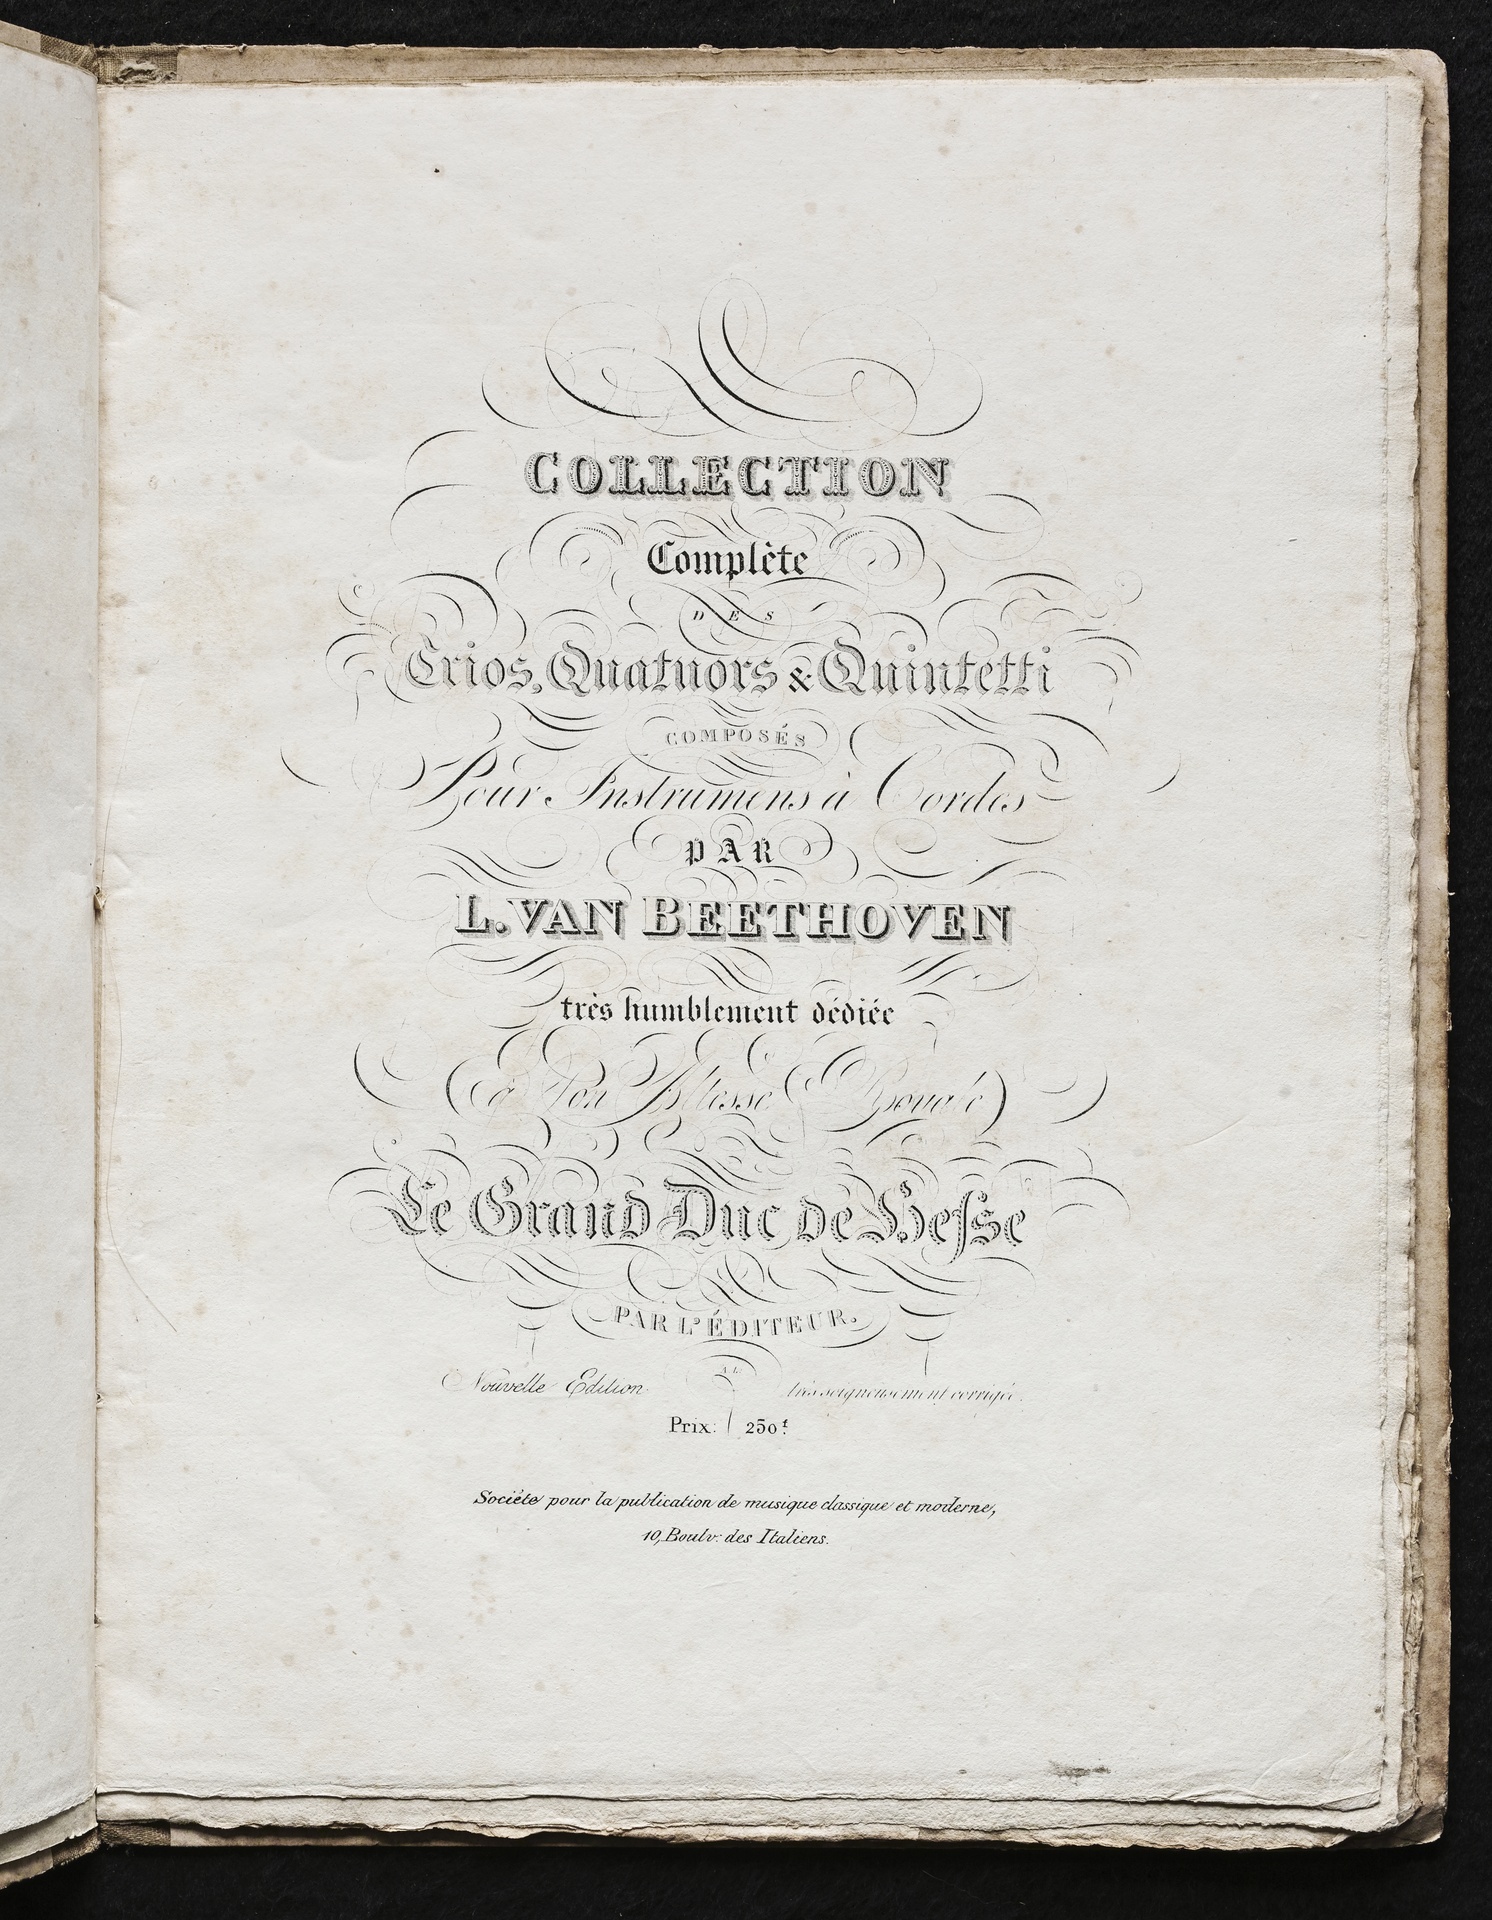 COLLECTION
Complète
DES
Trios, Quatuors & Quintetti
COMPOSÉS
Pour Instrumens à Cordes
PAR
L. VAN BEETHOVEN
très humblement dédiée
à Son Altesse Royale
Le Grand Duc de Hesse
PAR L'ÉDITEUR.
Nouvelle Edition très soigneusement corrigée.
Prix: 250f.
Société pour la publication de musique classique et moderne,
10, Boulv: des Italiens.